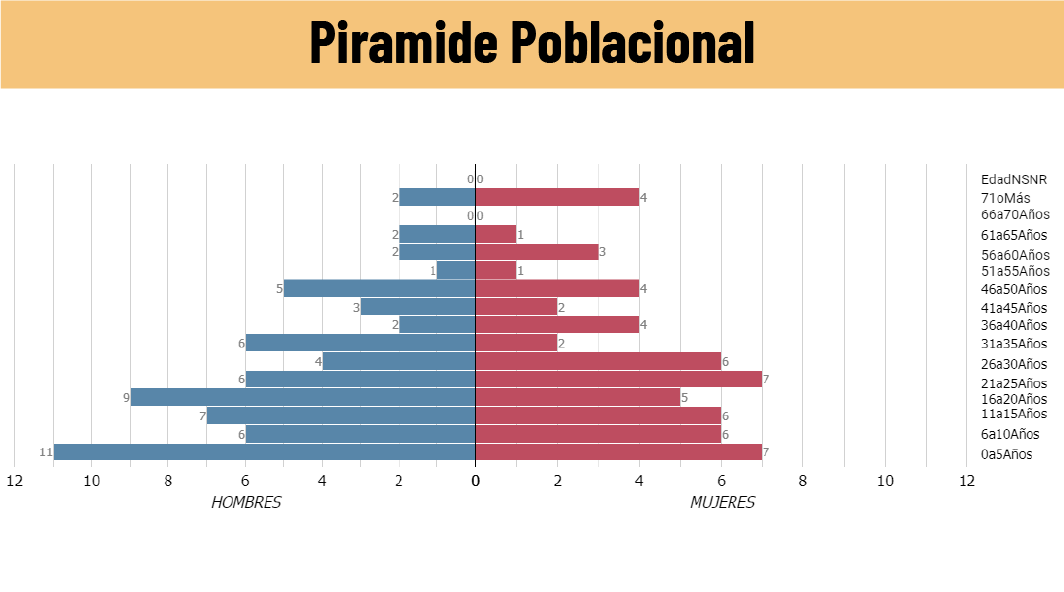 Piramide Poblacional
0 0 EdadNSNR
2 4 71oMás
0 0 66a70Años
2 1 61a65Años
2 3 56a60Años
1 1 51a55Años
5 4 46a50Años
3 2 41a45Años
2 4 36a40Años
6 2 31a35Años
4 6 26a30Años
6 7 21a25Años
9 5 16a20Años
7 6 11a15Años
6 6 6a10Años
11 7 0a5Años
12 10 8 6 4 2 0 2 4 6 8 10 12
HOMBRES MUJERES